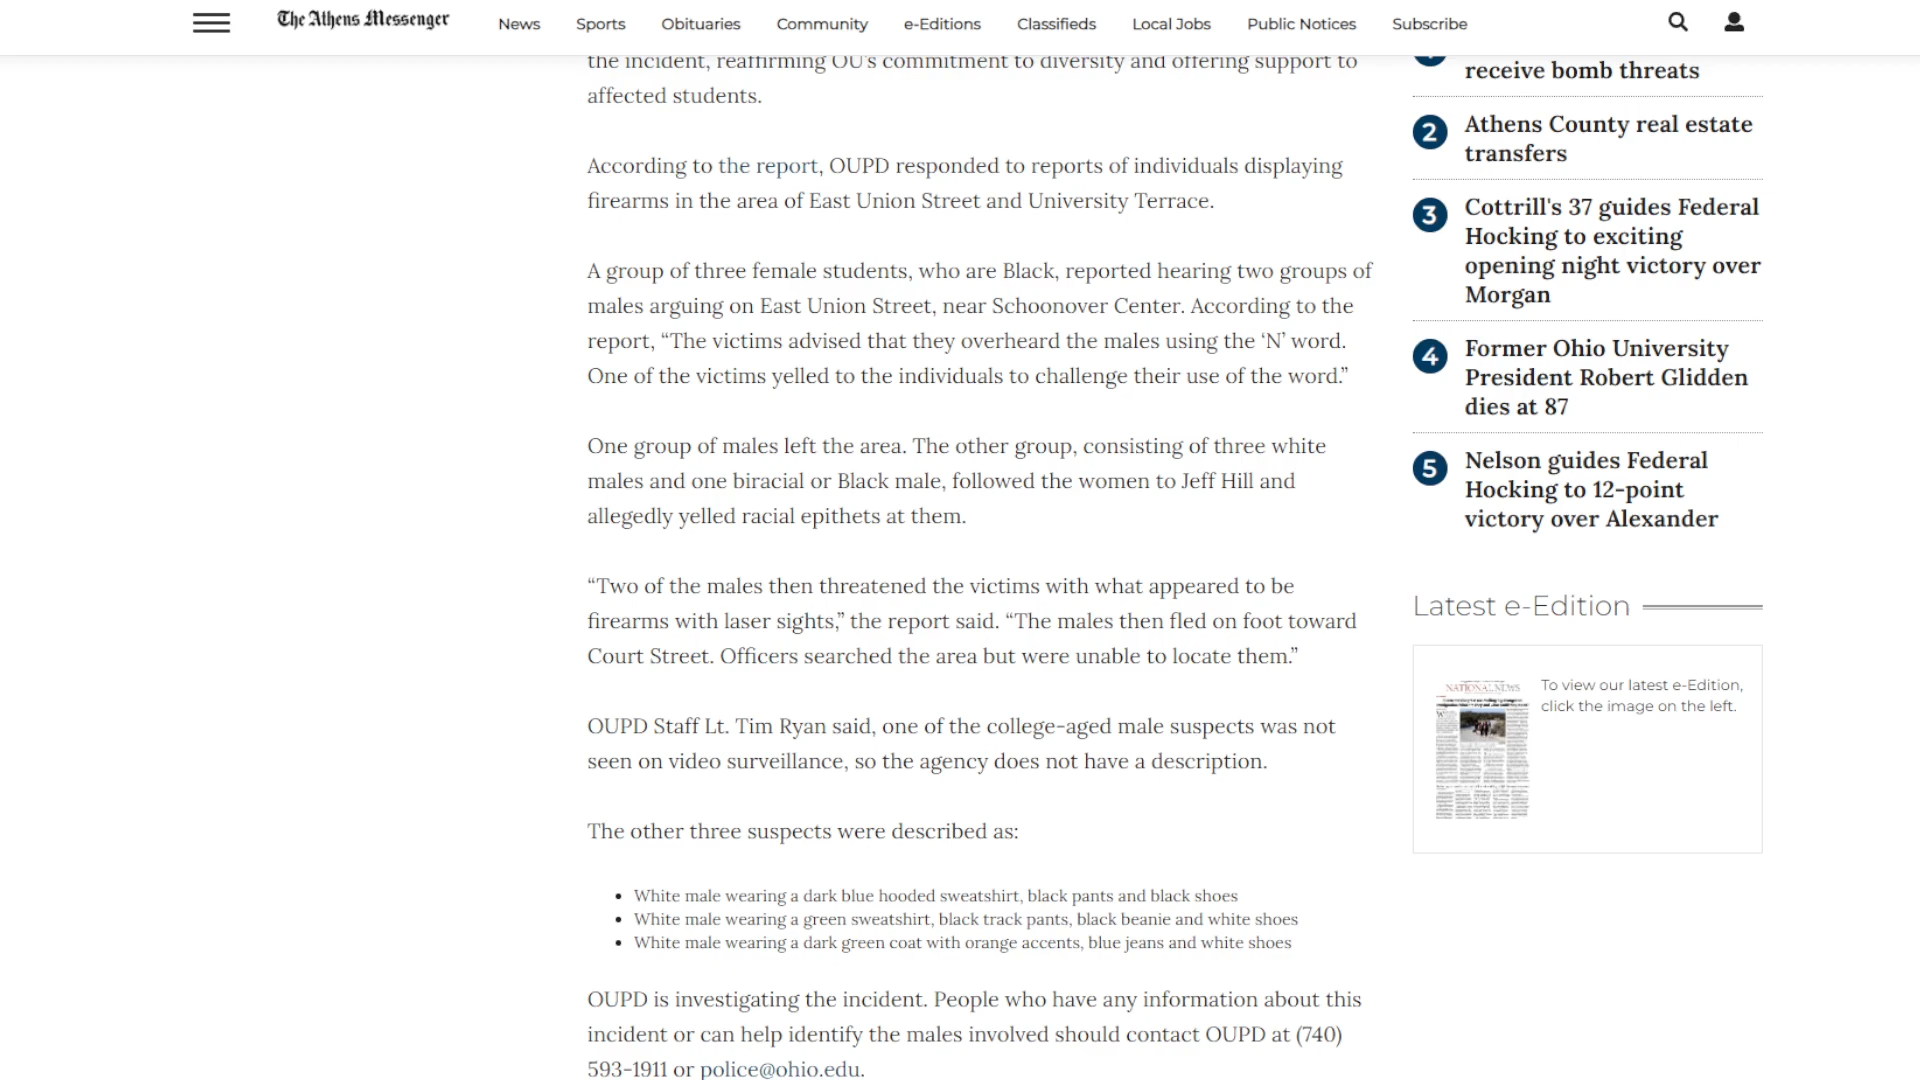 The Athens Messenger
News
Sports
Obituaries
Community
e-Editions
Classifieds
Local Jobs
Public Notices
Subscribe
the incident, reaffirming OU's commitment to diversity and offering support to
affected students.
According to the report, OUPD responded to reports of individuals displaying
firearms in the area of East Union Street and University Terrace.
A group of three female students, who are Black, reported hearing two groups of
males arguing on East Union Street, near Schoonover Center. According to the
report, “The victims advised that they overheard the males using the ‘N’ word.
One of the victims yelled to the individuals to challenge their use of the word.”
One group of males left the area. The other group, consisting of three white
males and one biracial or Black male, followed the women to Jeff Hill and
allegedly yelled racial epithets at them.
“Two of the males then threatened the victims with what appeared to be
firearms with laser sights,” the report said. “The males then fled on foot toward
Court Street. Officers searched the area but were unable to locate them.”
OUPD Staff Lt. Tim Ryan said, one of the college-aged male suspects was not
seen on video surveillance, so the agency does not have a description.
The other three suspects were described as:
• White male wearing a dark blue hooded sweatshirt, black pants and black shoes
• White male wearing a green sweatshirt, black track pants, black beanie and white shoes
• White male wearing a dark green coat with orange accents, blue jeans and white shoes
OUPD is investigating the incident. People who have any information about this
incident or can help identify the males involved should contact OUPD at (740)
593-1911 or police@ohio.edu.
receive bomb threats
2
Athens County real estate
transfers
3
Cottrill's 37 guides Federal
Hocking to exciting
opening night victory over
Morgan
4
Former Ohio University
President Robert Glidden
dies at 87
5
Nelson guides Federal
Hocking to 12-point
victory over Alexander
Latest e-Edition
NATIONAL NEWS
To view our latest e-Edition,
click the image on the left.